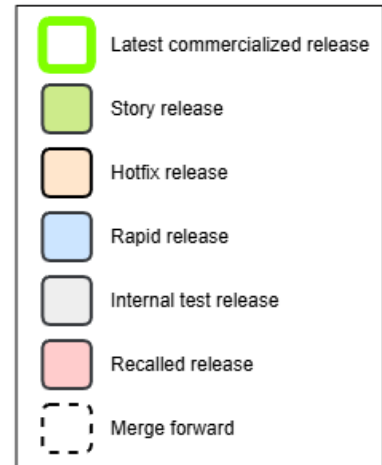 Latest commercialized release
Story release
Hotfix release
Rapid release
Internal test release
Recalled release
Merge forward